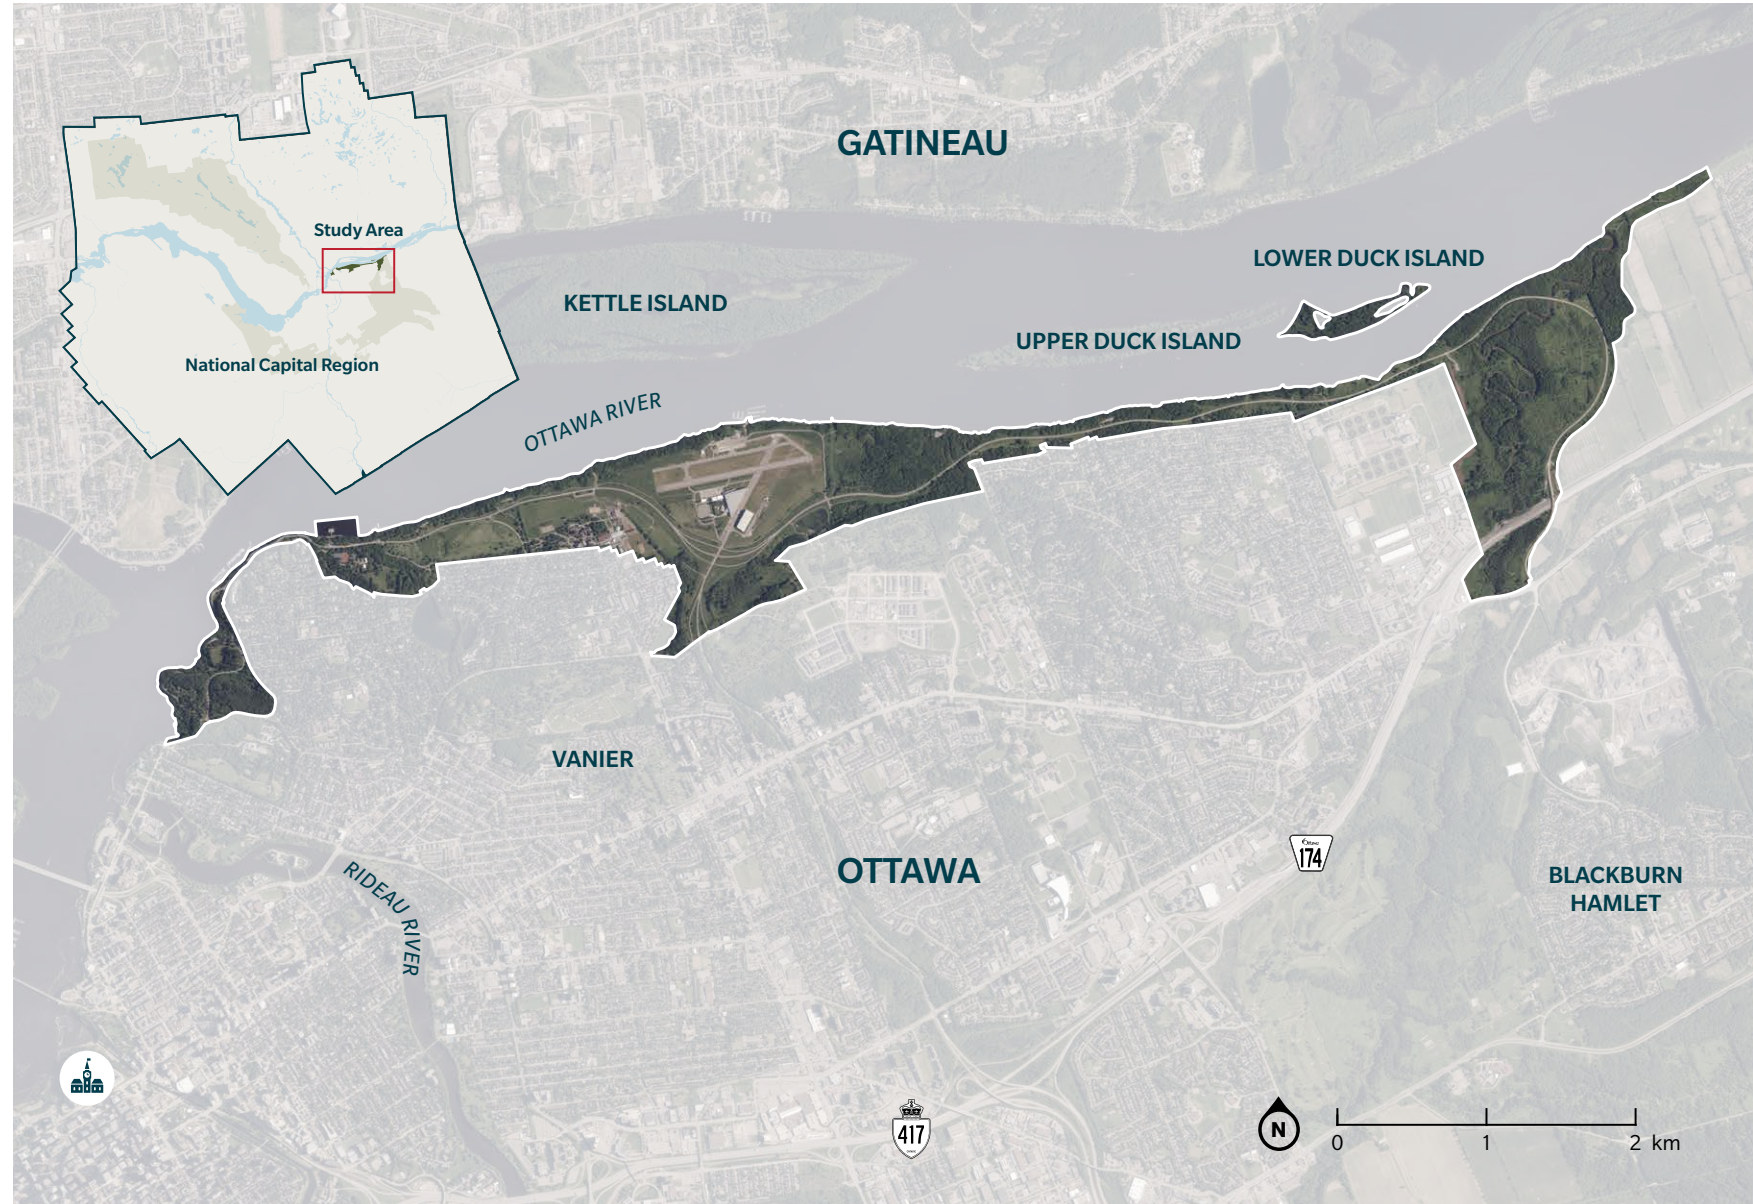 GATINEAU
Study Area
LOWER DUCK ISLAND
KETTLE ISLAND
UPPER DUCK ISLAND
National Capital Region
OTTAWA RIVER
VANIER
OTTAWA
Ottawa
174
RIDEAU RIVER
BLACKBURN
HAMLET
417
N
0 1 2 km